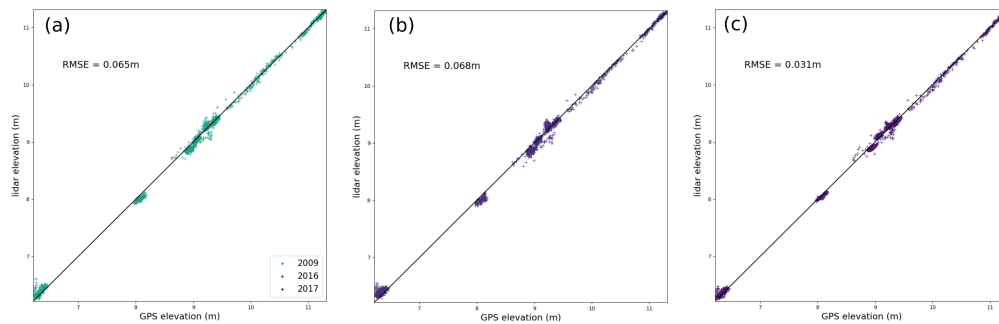 (a)
RMSE = 0.065m
11
10
9
8
7
lidar elevation (m)
7 8 9 10 11
GPS elevation (m)
2009
2016
2017
(b)
RMSE = 0.068m
11
10
9
8
7
lidar elevation (m)
7 8 9 10 11
GPS elevation (m)
(c)
RMSE = 0.031m
11
10
9
8
7
lidar elevation (m)
7 8 9 10 11
GPS elevation (m)